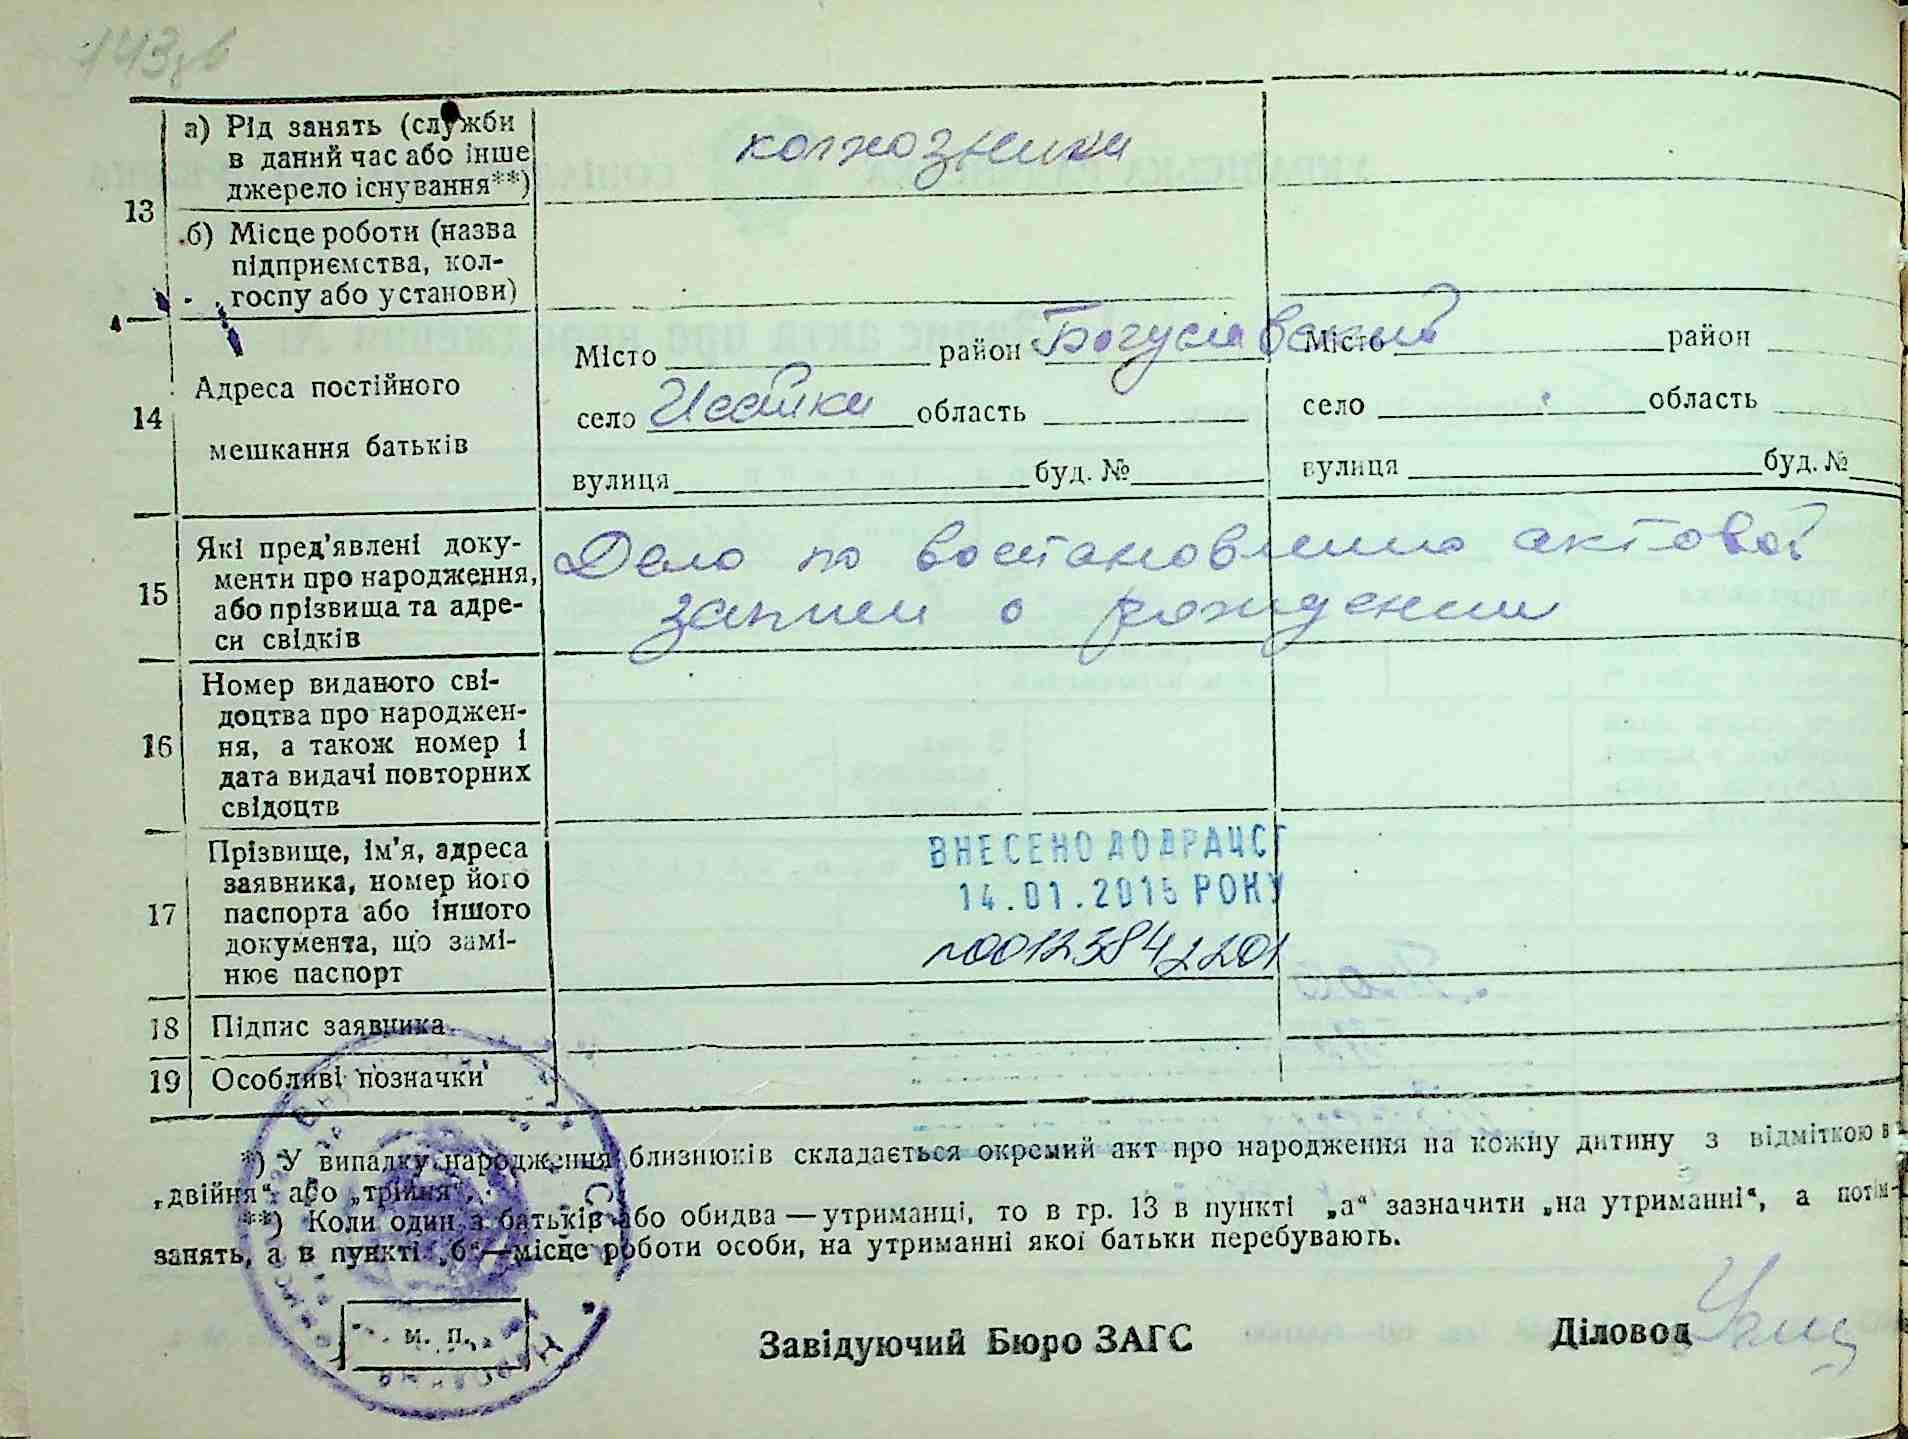 143зв
13
а) Рід занять (служби
в даний час або інше
джерело існування**)
колхозники
б) Місце роботи (назва
підприємства, кол-
госпу або установи)
14
Адреса постійного
мешкання батьків
Місто район Богуславский
село Исайки область
вулиця буд. №
Місто район
село область
вулиця буд. №
15
Які пред’явлені доку-
менти про народження,
або прізвища та адре-
си свідків
Дело по востановлению актовой
записи о рождении
16
Номер виданого сві-
доцтва про народжен-
ня, а також номер і
дата видачі повторних
свідоцтв
17
Прізвище, ім’я, адреса
заявника, номер його
паспорта або іншого
документа, що замі-
нює паспорт
ВНЕСЕНО ДО ДРАЦСГ
14.01.2015 РОКУ
№00123842201
18 Підпис заявника
19 Особливі позначки
*) У випадку народження близнюків складається окремий акт про народження на кожну дитину з відміткою в
„двійня“ або „трійня“.
**) Коли один з батьків або обидва — утриманці, то в гр. 13 в пункті „а“ зазначити „на утриманні“, а потім-
занять, а в пункті „б“—місце роботи особи, на утриманні якої батьки перебувають.
м. п.
Завідуючий Бюро ЗАГС
Діловод